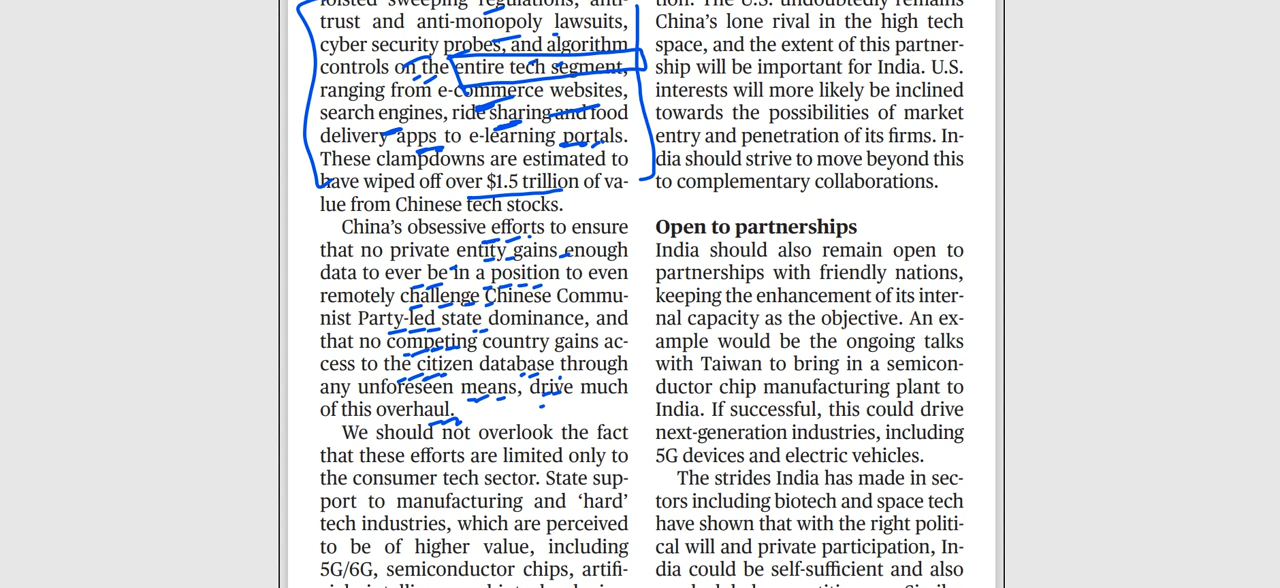 foisted sweeping regulations, anti-
trust and anti-monopoly lawsuits,
cyber security probes, and algorithm
controls on the entire tech segment,
ranging from e-commerce websites,
search engines, ride sharing and food
delivery apps to e-learning portals.
These clampdowns are estimated to
have wiped off over $1.5 trillion of va-
lue from Chinese tech stocks.
China's obsessive efforts to ensure
that no private entity gains enough
data to ever be in a position to even
remotely challenge Chinese Commu-
nist Party-led state dominance, and
that no competing country gains ac-
cess to the citizen database through
any unforeseen means, drive much
of this overhaul.
We should not overlook the fact
that these efforts are limited only to
the consumer tech sector. State sup-
port to manufacturing and ‘hard’
tech industries, which are perceived
to be of higher value, including
5G/6G, semiconductor chips, artifi-
tion. The U.S. undoubtedly remains
China's lone rival in the high tech
space, and the extent of this partner-
ship will be important for India. U.S.
interests will more likely be inclined
towards the possibilities of market
entry and penetration of its firms. In-
dia should strive to move beyond this
to complementary collaborations.
Open to partnerships
India should also remain open to
partnerships with friendly nations,
keeping the enhancement of its inter-
nal capacity as the objective. An ex-
ample would be the ongoing talks
with Taiwan to bring in a semicon-
ductor chip manufacturing plant to
India. If successful, this could drive
next-generation industries, including
5G devices and electric vehicles.
The strides India has made in sec-
tors including biotech and space tech
have shown that with the right politi-
cal will and private participation, In-
dia could be self-sufficient and also